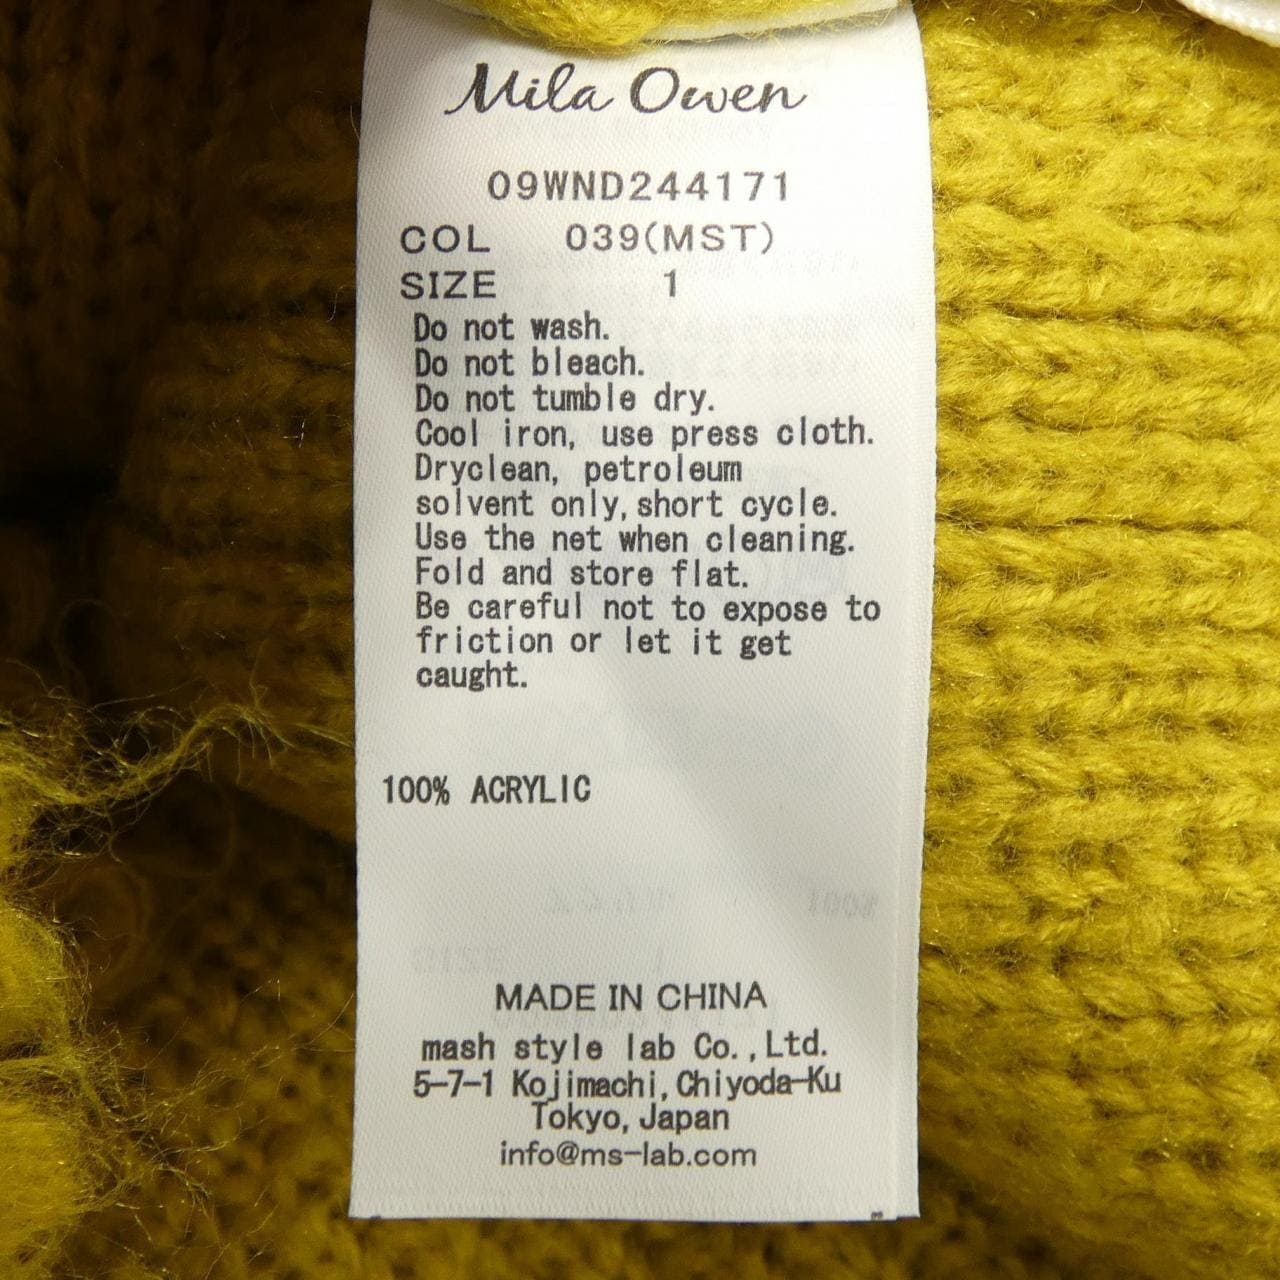 Mila Owen
09WND244171
COL 039(MST)
SIZE 1
Do not wash.
Do not bleach.
Do not tumble dry.
Cool iron, use press cloth.
Dryclean, petroleum
solvent only, short cycle.
Use the net when cleaning.
Fold and store flat.
Be careful not to expose to
friction or let it get
caught.
100% ACRYLIC
MADE IN CHINA
mash style lab Co., Ltd.
5-7-1 Kojimachi, Chiyoda-Ku
Tokyo, Japan
info@ms-lab.com